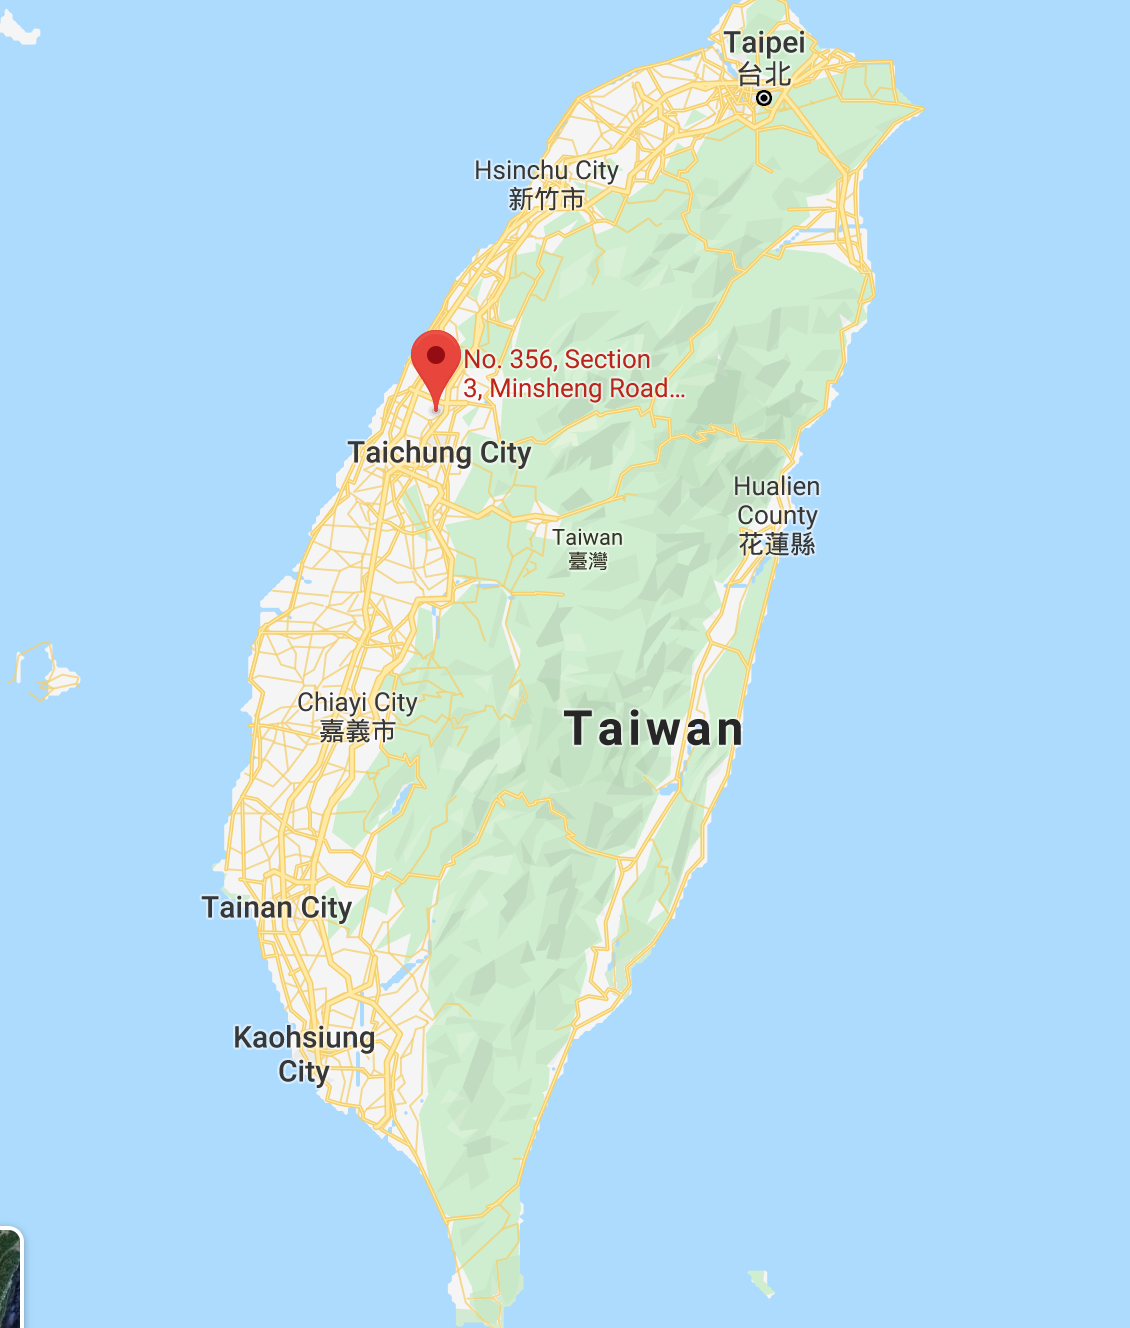 Taipei
台北
Hsinchu City
新竹市
No. 356, Section
3, Minsheng Road...
Taichung City
Hualien
County
花蓮縣
Taiwan
臺灣
Chiayi City
嘉義市
Taiwan
Tainan City
Kaohsiung
City